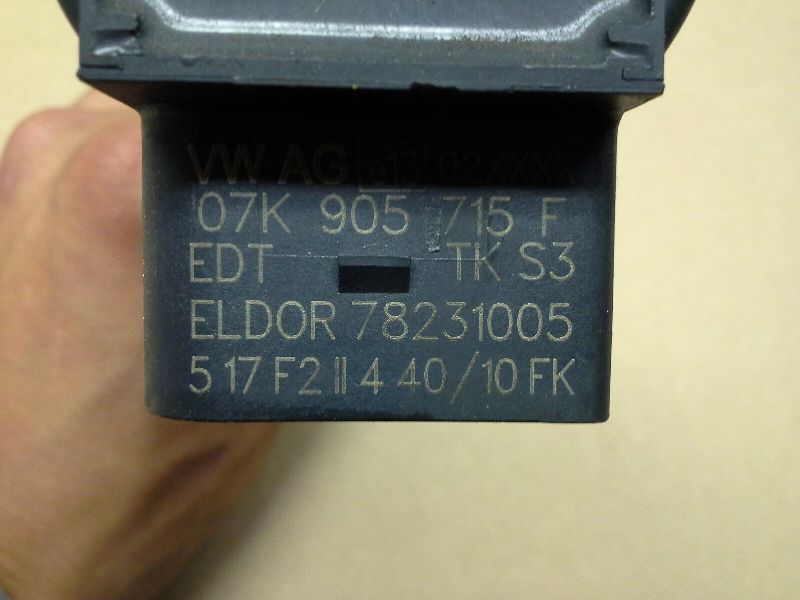 VW AG e13 02XXXX
07K 905 715 F
EDT TK S3
ELDOR 78231005
5 17 F2 II 4 40/10 FK